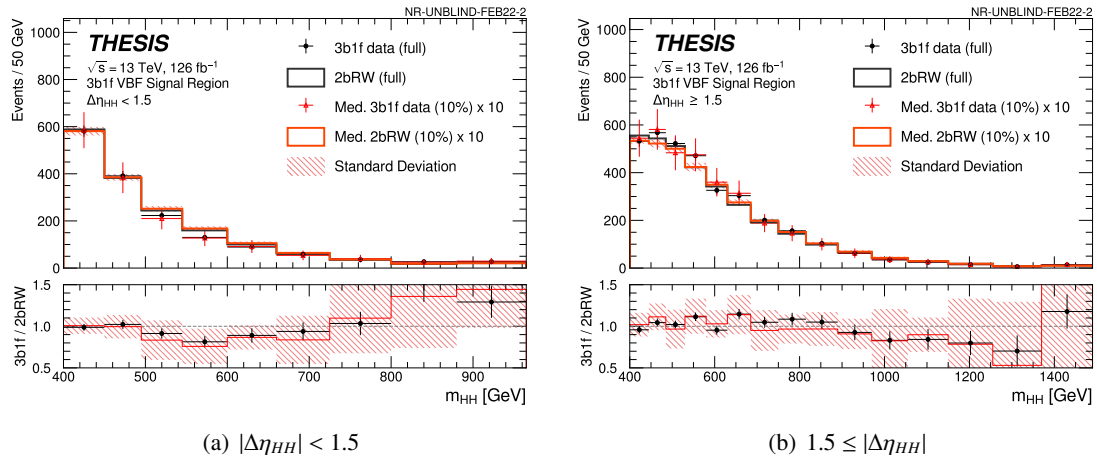 NR-UNBLIND-FEB22-2
Events / 50 GeV
1000
800
600
400
200
0
THESIS
√s = 13 TeV, 126 fb⁻¹
3b1f VBF Signal Region
Δη_HH < 1.5
3b1f data (full)
2bRW (full)
Med. 3b1f data (10%) x 10
Med. 2bRW (10%) x 10
Standard Deviation
3b1f / 2bRW
1.5
1.0
0.5
400 500 600 700 800 900
m_HH [GeV]
(a) |Δη_HH| < 1.5
NR-UNBLIND-FEB22-2
Events / 50 GeV
1000
800
600
400
200
0
THESIS
√s = 13 TeV, 126 fb⁻¹
3b1f VBF Signal Region
Δη_HH ≥ 1.5
3b1f data (full)
2bRW (full)
Med. 3b1f data (10%) x 10
Med. 2bRW (10%) x 10
Standard Deviation
3b1f / 2bRW
1.5
1.0
0.5
400 600 800 1000 1200 1400
m_HH [GeV]
(b) 1.5 ≤ |Δη_HH|